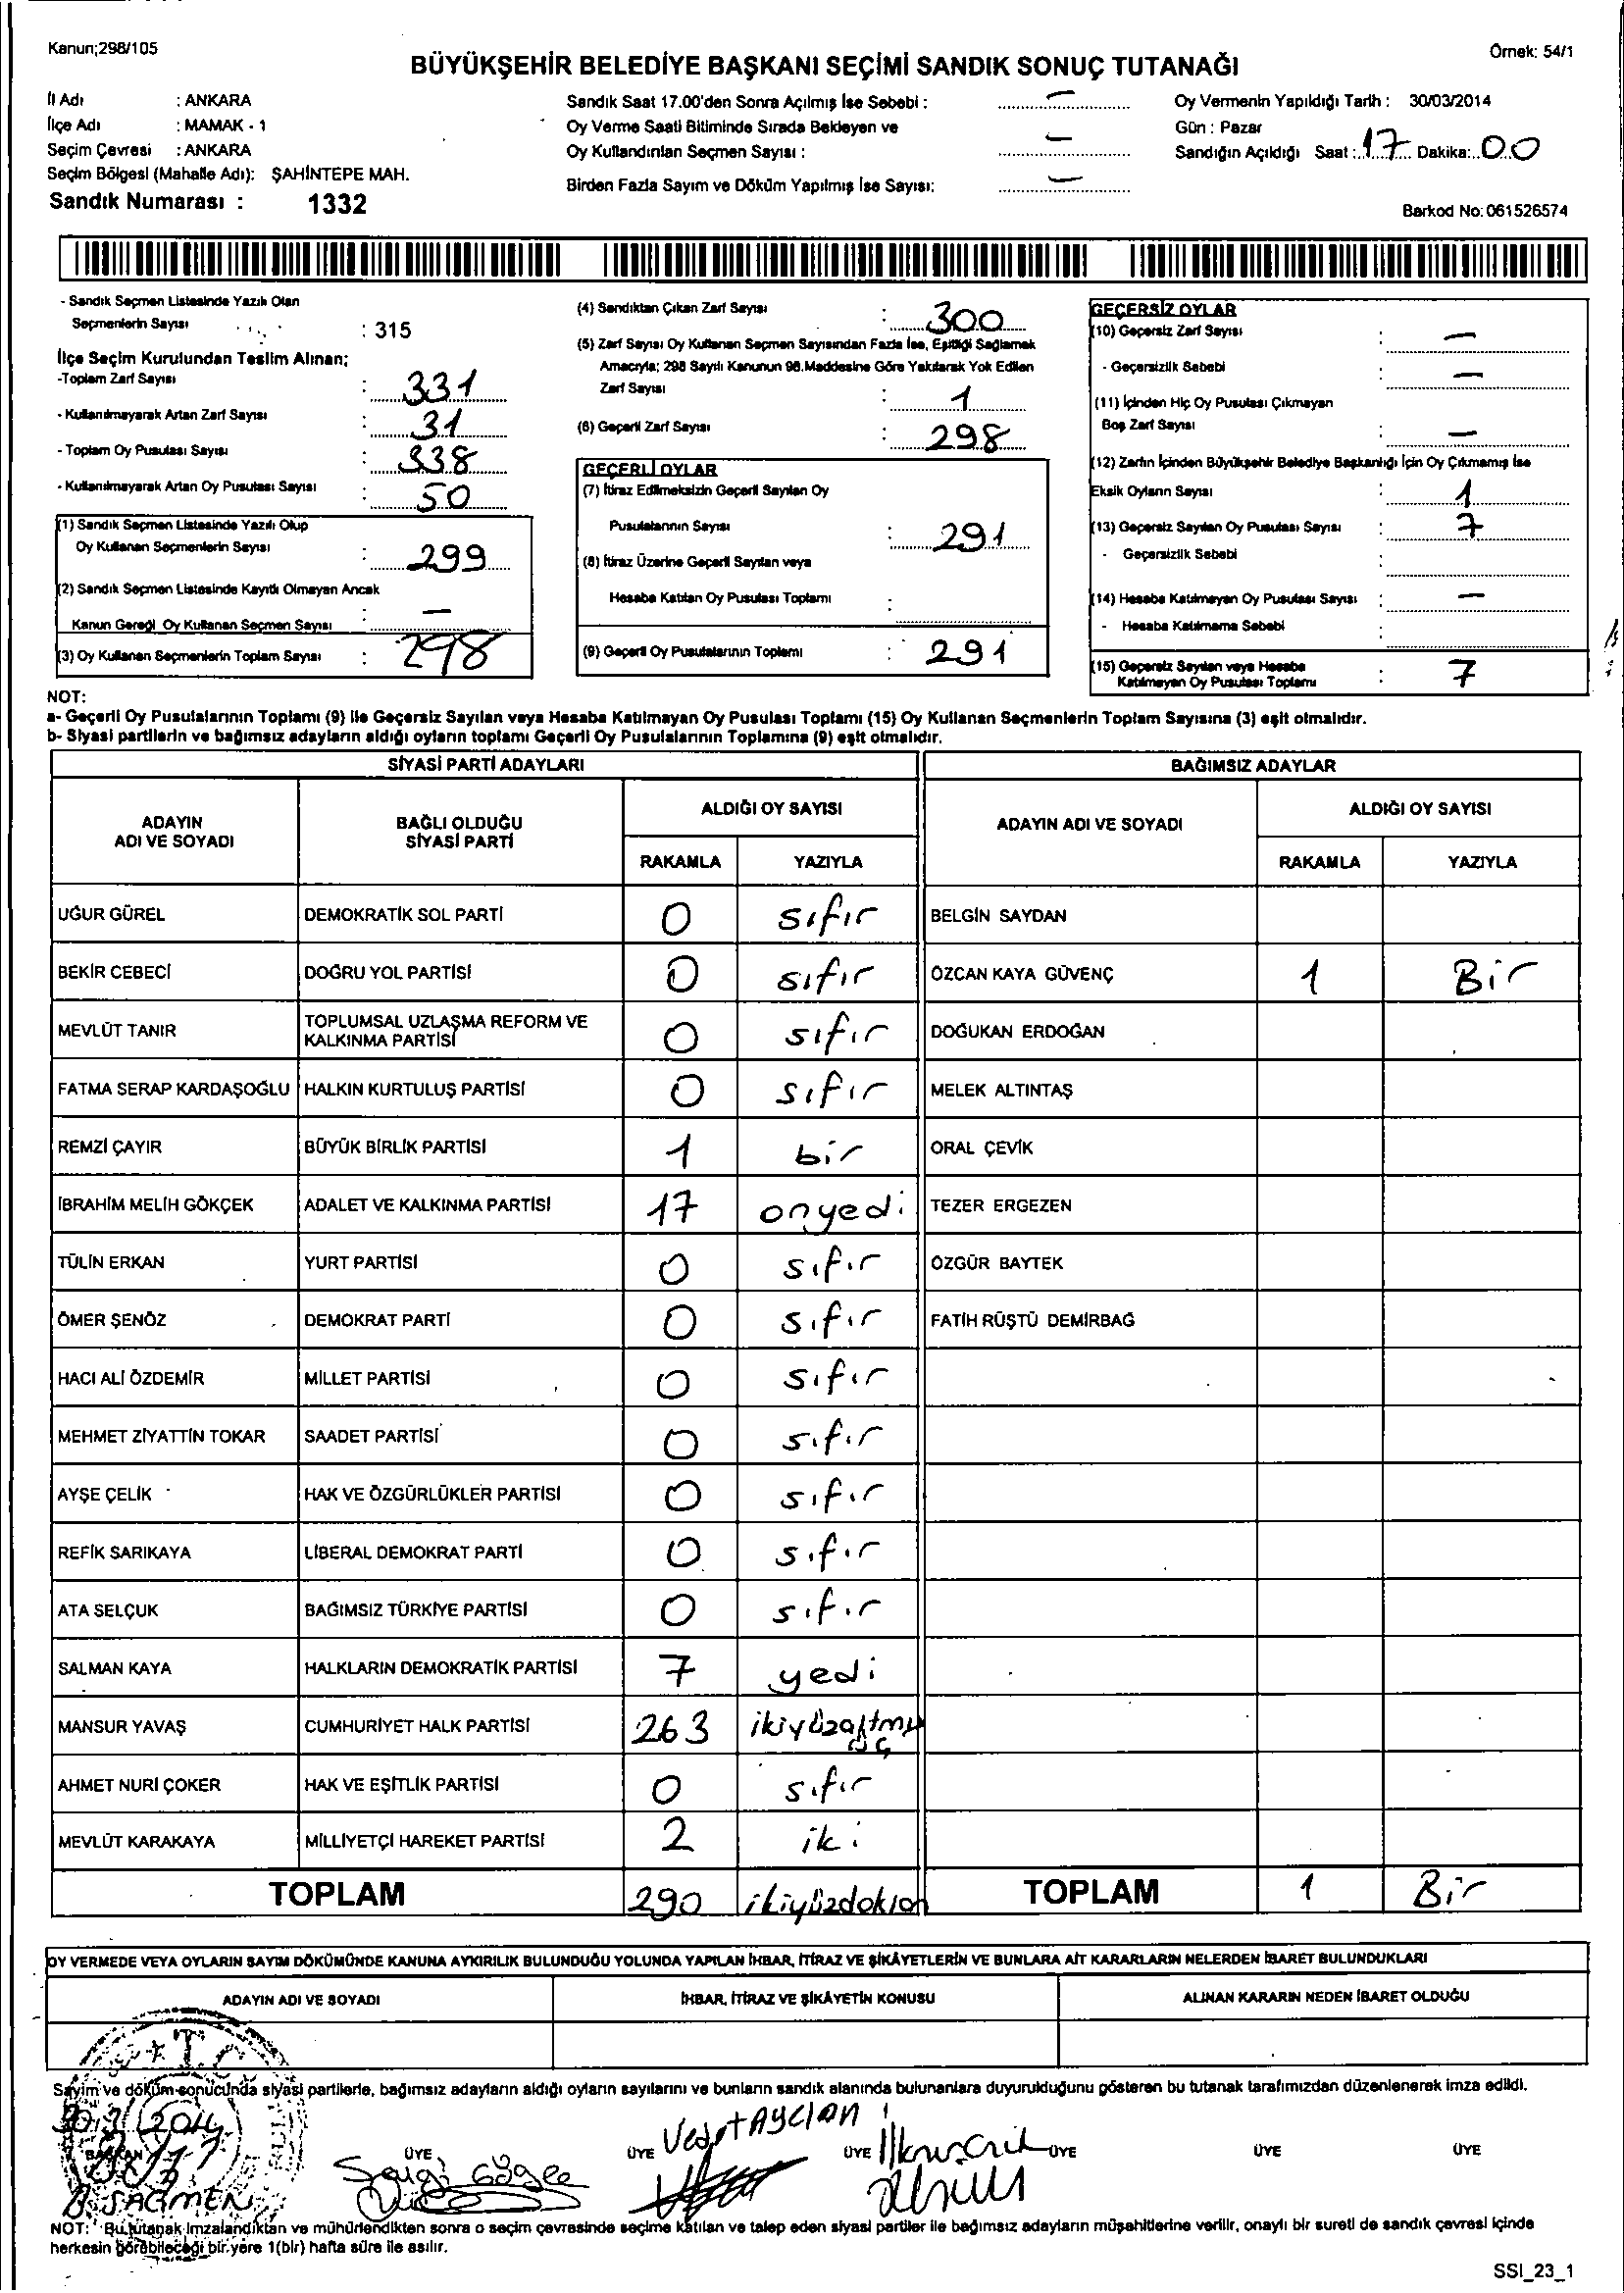 Kanun;298/105
Örnek: 54/1
BÜYÜKŞEHİR BELEDİYE BAŞKANI SEÇİMİ SANDIK SONUÇ TUTANAĞI
İl Adı : ANKARA
İlçe Adı : MAMAK - 1
Seçim Çevresi : ANKARA
Seçim Bölgesi (Mahalle Adı): ŞAHİNTEPE MAH.
Sandık Numarası : 1332
Sandık Saat 17.00'den Sonra Açılmış İse Sebebi : —
Oy Verme Saati Bitiminde Sırada Bekleyen ve
Oy Kullandırılan Seçmen Sayısı : —
Birden Fazla Sayım ve Döküm Yapılmış İse Sayısı: —
Oy Vermenin Yapıldığı Tarih : 30/03/2014
Gün : Pazar
Sandığın Açıldığı Saat : 17 Dakika: 00
Barkod No: 061526574
- Sandık Seçmen Listesinde Yazılı Olan
Seçmenlerin Sayısı : 315
İlçe Seçim Kurulundan Teslim Alınan;
-Toplam Zarf Sayısı : 331
- Kullanılmayarak Artan Zarf Sayısı : 31
- Toplam Oy Pusulası Sayısı : 338
- Kullanılmayarak Artan Oy Pusulası Sayısı : 50
(1) Sandık Seçmen Listesinde Yazılı Olup
Oy Kullanan Seçmenlerin Sayısı : 299
(2) Sandık Seçmen Listesinde Kayıtlı Olmayan Ancak
Kanun Gereği Oy Kullanan Seçmen Sayısı : —
(3) Oy Kullanan Seçmenlerin Toplam Sayısı : 298
(4) Sandıktan Çıkan Zarf Sayısı : 300
(5) Zarf Sayısı Oy Kullanan Seçmen Sayısından Fazla İse, Eşitliği Sağlamak
Amacıyla; 298 Sayılı Kanunun 98.Maddesine Göre Yakılarak Yok Edilen
Zarf Sayısı : 1
(6) Geçerli Zarf Sayısı : 298
GEÇERLİ OYLAR
(7) İtiraz Edilmeksizin Geçerli Sayılan Oy
Pusulalarının Sayısı : 291
(8) İtiraz Üzerine Geçerli Sayılan veya
Hesaba Katılan Oy Pusulası Toplamı :
(9) Geçerli Oy Pusulalarının Toplamı : 291
GEÇERSİZ OYLAR
(10) Geçersiz Zarf Sayısı : —
- Geçersizlik Sebebi : —
(11) İçinden Hiç Oy Pusulası Çıkmayan
Boş Zarf Sayısı : —
(12) Zarfın İçinden Büyükşehir Belediye Başkanlığı İçin Oy Çıkmamış İse
Eksik Oyların Sayısı : 1
(13) Geçersiz Sayılan Oy Pusulası Sayısı : 7
- Geçersizlik Sebebi :
(14) Hesaba Katılmayan Oy Pusulası Sayısı : —
- Hesaba Katılmama Sebebi :
(15) Geçersiz Sayılan veya Hesaba
Katılmayan Oy Pusulası Toplamı : 7
NOT:
a- Geçerli Oy Pusulalarının Toplamı (9) ile Geçersiz Sayılan veya Hesaba Katılmayan Oy Pusulası Toplamı (15) Oy Kullanan Seçmenlerin Toplam Sayısına (3) eşit olmalıdır.
b- Siyasi partilerin ve bağımsız adayların aldığı oyların toplamı Geçerli Oy Pusulalarının Toplamına (9) eşit olmalıdır.
SİYASİ PARTİ ADAYLARI BAĞIMSIZ ADAYLAR
ADAYIN ADI VE SOYADI BAĞLI OLDUĞU SİYASİ PARTİ ALDIĞI OY SAYISI ADAYIN ADI VE SOYADI ALDIĞI OY SAYISI
RAKAMLA YAZIYLA RAKAMLA YAZIYLA
UĞUR GÜREL DEMOKRATİK SOL PARTİ 0 sıfır BELGİN SAYDAN
BEKİR CEBECİ DOĞRU YOL PARTİSİ 0 sıfır ÖZCAN KAYA GÜVENÇ 1 Bir
MEVLÜT TANIR TOPLUMSAL UZLAŞMA REFORM VE KALKINMA PARTİSİ 0 sıfır DOĞUKAN ERDOĞAN
FATMA SERAP KARDAŞOĞLU HALKIN KURTULUŞ PARTİSİ 0 sıfır MELEK ALTINTAŞ
REMZİ ÇAYIR BÜYÜK BİRLİK PARTİSİ 1 bir ORAL ÇEVİK
İBRAHİM MELİH GÖKÇEK ADALET VE KALKINMA PARTİSİ 17 onyedi TEZER ERGEZEN
TÜLİN ERKAN YURT PARTİSİ 0 sıfır ÖZGÜR BAYTEK
ÖMER ŞENÖZ DEMOKRAT PARTİ 0 sıfır FATİH RÜŞTÜ DEMİRBAĞ
HACI ALİ ÖZDEMİR MİLLET PARTİSİ 0 sıfır
MEHMET ZİYATTİN TOKAR SAADET PARTİSİ 0 sıfır
AYŞE ÇELİK HAK VE ÖZGÜRLÜKLER PARTİSİ 0 sıfır
REFİK SARIKAYA LİBERAL DEMOKRAT PARTİ 0 sıfır
ATA SELÇUK BAĞIMSIZ TÜRKİYE PARTİSİ 0 sıfır
SALMAN KAYA HALKLARIN DEMOKRATİK PARTİSİ 7 yedi
MANSUR YAVAŞ CUMHURİYET HALK PARTİSİ 263 ikiyüzaltmış üç
AHMET NURİ ÇOKER HAK VE EŞİTLİK PARTİSİ 0 sıfır
MEVLÜT KARAKAYA MİLLİYETÇİ HAREKET PARTİSİ 2 iki
TOPLAM 290 ikiyüzdoksan TOPLAM 1 Bir
OY VERMEDE VEYA OYLARIN SAYIM DÖKÜMÜNDE KANUNA AYKIRILIK BULUNDUĞU YOLUNDA YAPILAN İHBAR, İTİRAZ VE ŞİKÂYETLERİN VE BUNLARA AİT KARARLARIN NELERDEN İBARET BULUNDUKLARI
ADAYIN ADI VE SOYADI İHBAR, İTİRAZ VE ŞİKÂYETİN KONUSU ALINAN KARARIN NEDEN İBARET OLDUĞU
Sayım ve döküm sonucunda siyasi partilerle, bağımsız adayların aldığı oyların sayılarını ve bunların sandık alanında bulunanlara duyurulduğunu gösteren bu tutanak tarafımızdan düzenlenerek imza edildi.
30/3/2014
BAŞKAN ÜYE ÜYE ÜYE ÜYE ÜYE ÜYE
SAĞMEN
NOT: Bu tutanak imzalandıktan ve mühürlendikten sonra o seçim çevresinde seçime katılan ve talep eden siyasi partiler ile bağımsız adayların müşahitlerine verilir, onaylı bir sureti de sandık çevresi içinde
herkesin görebileceği bir yere 1(bir) hafta süre ile asılır.
SSI_23_1